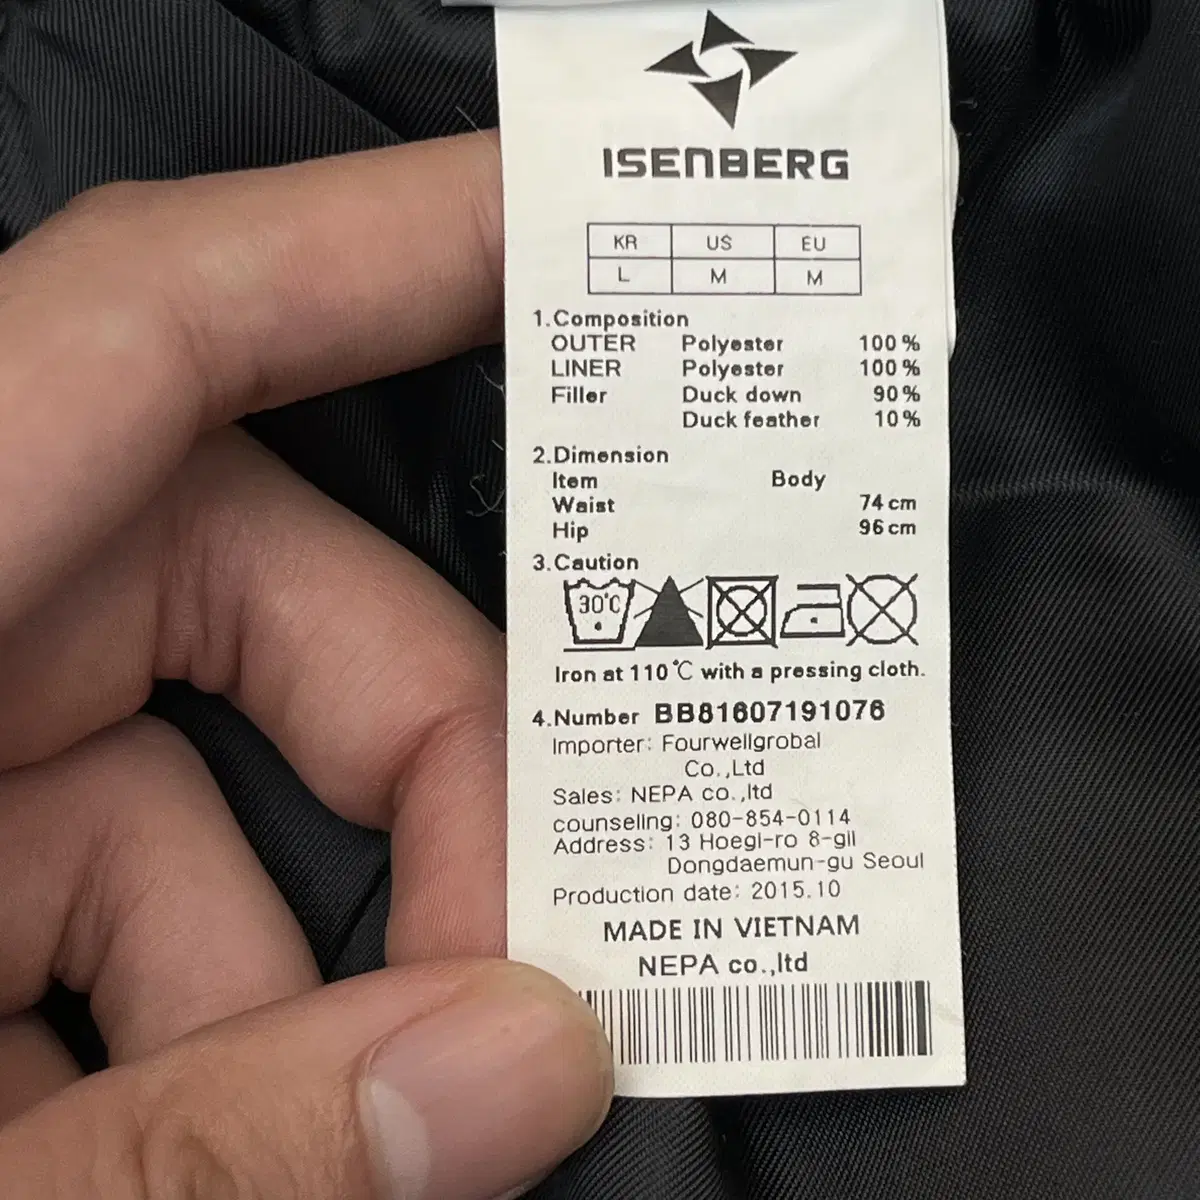 ISENBERG
KR US EU
L M M
1.Composition
OUTER Polyester 100%
LINER Polyester 100%
Filler Duck down 90%
Duck feather 10%
2.Dimension
Item Body
Waist 74cm
Hip 96cm
3.Caution
30℃
Iron at 110℃ with a pressing cloth.
4.Number BB81607191076
Importer: Fourwellgrobal
Co.,Ltd
Sales: NEPA co.,ltd
counseling: 080-854-0114
Address: 13 Hoegi-ro 8-gil
Dongdaemun-gu Seoul
Production date: 2015.10
MADE IN VIETNAM
NEPA co.,ltd